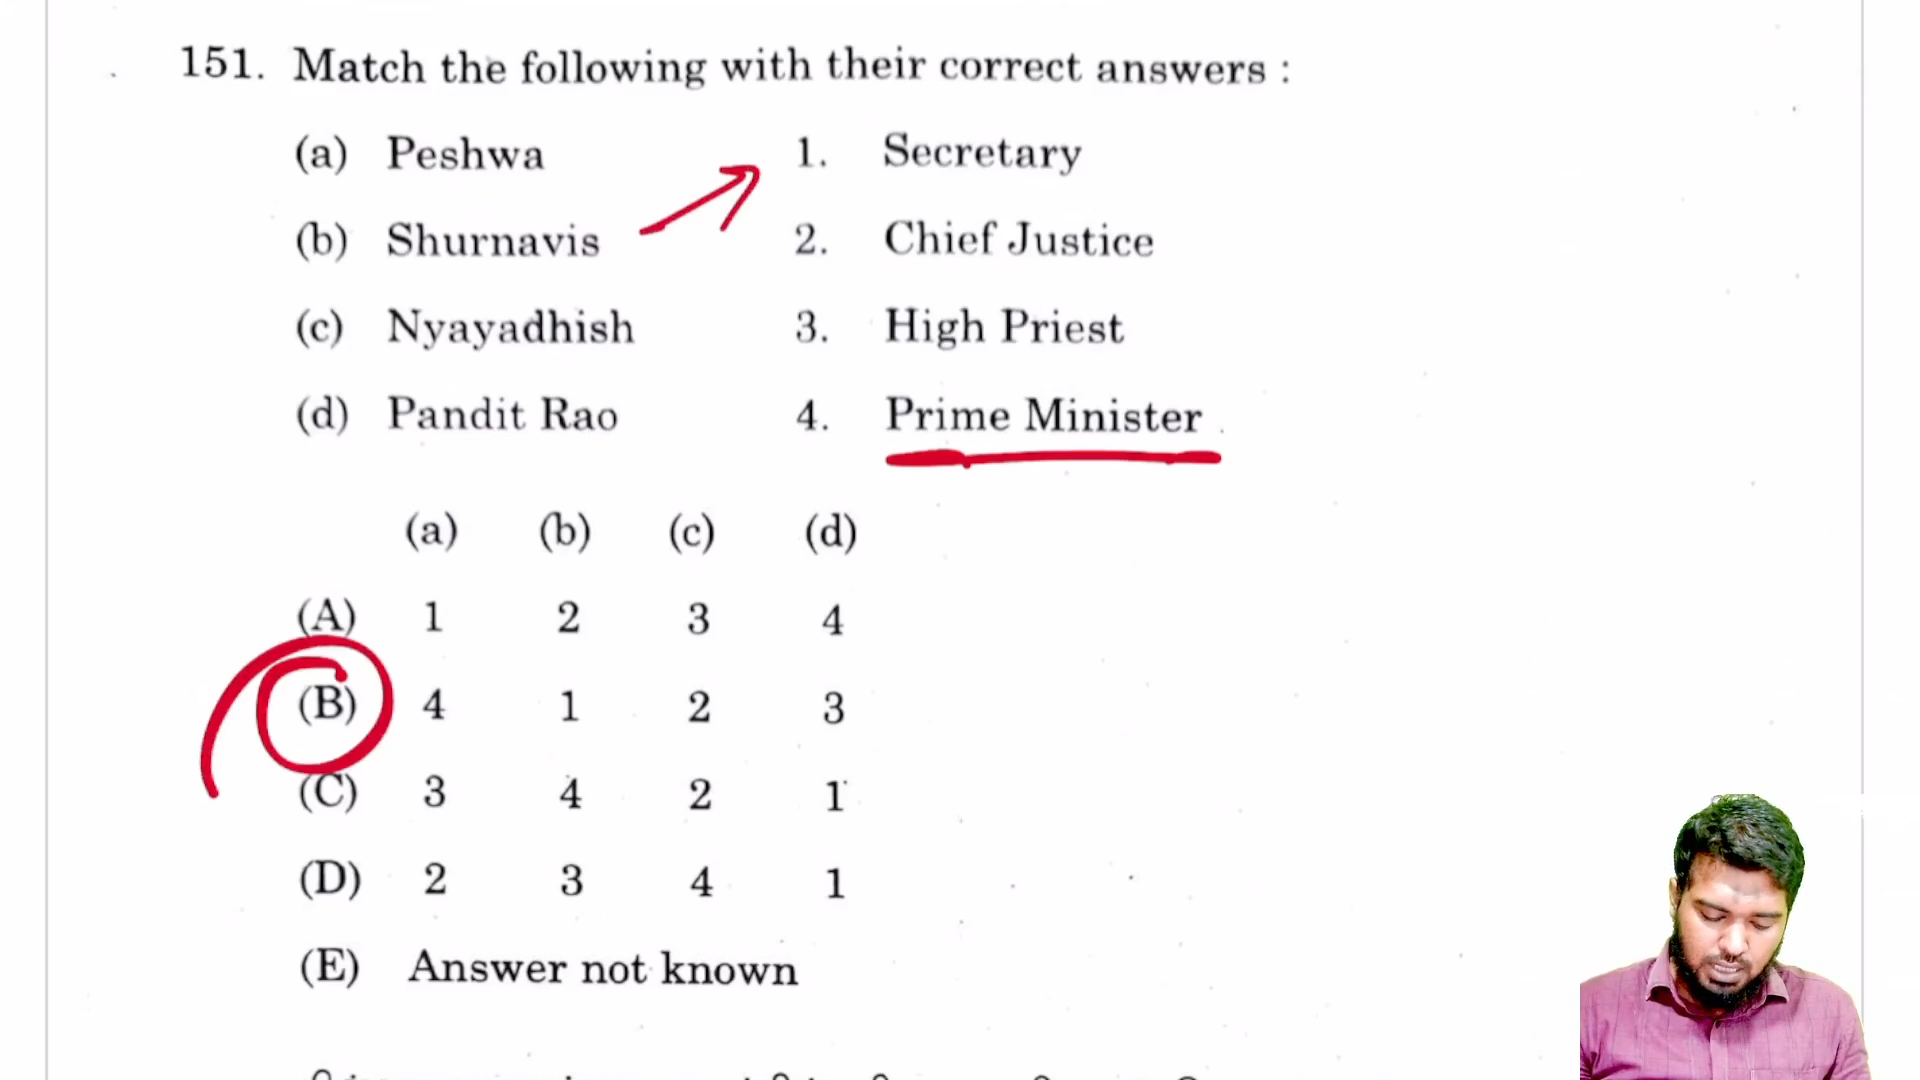 151. Match the following with their correct answers :
(a) Peshwa 1. Secretary
(b) Shurnavis 2. Chief Justice
(c) Nyayadhish 3. High Priest
(d) Pandit Rao 4. Prime Minister
(a) (b) (c) (d)
(A) 1 2 3 4
(B) 4 1 2 3
(C) 3 4 2 1
(D) 2 3 4 1
(E) Answer not known